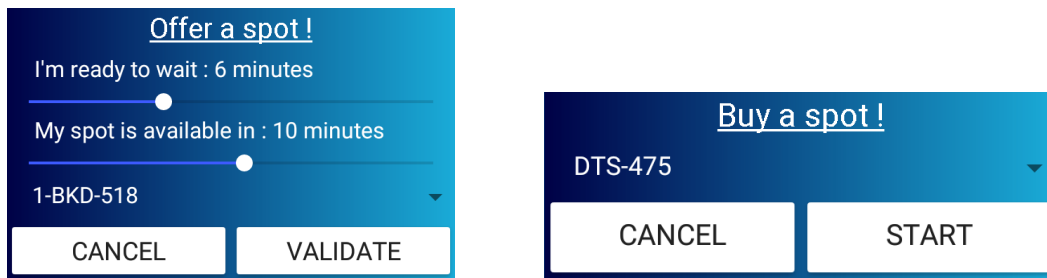 Offer a spot !
I'm ready to wait : 6 minutes
My spot is available in : 10 minutes
1-BKD-518
CANCEL VALIDATE
Buy a spot !
DTS-475
CANCEL START